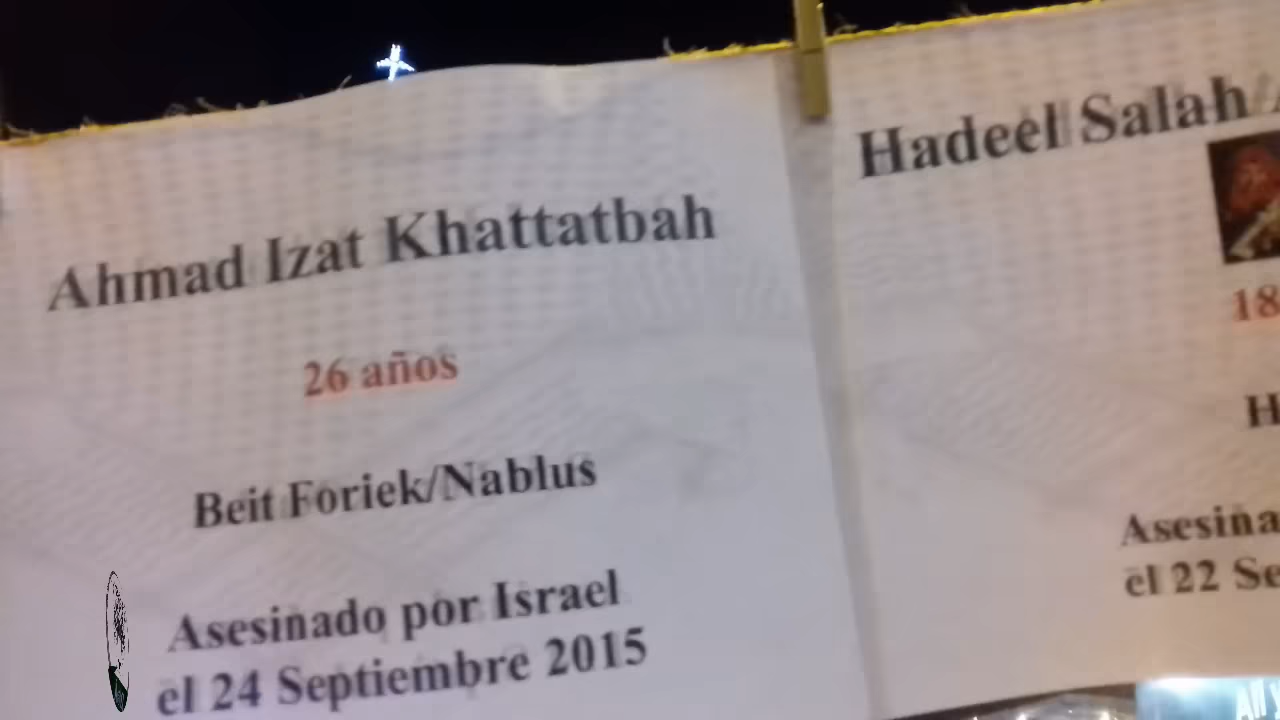 Ahmad Izat Khattatbah
26 años
Beit Foriek/Nablus
Asesinado por Israel
el 24 Septiembre 2015
Hadeel Salah/
18
H
Asesina
el 22 Se
All